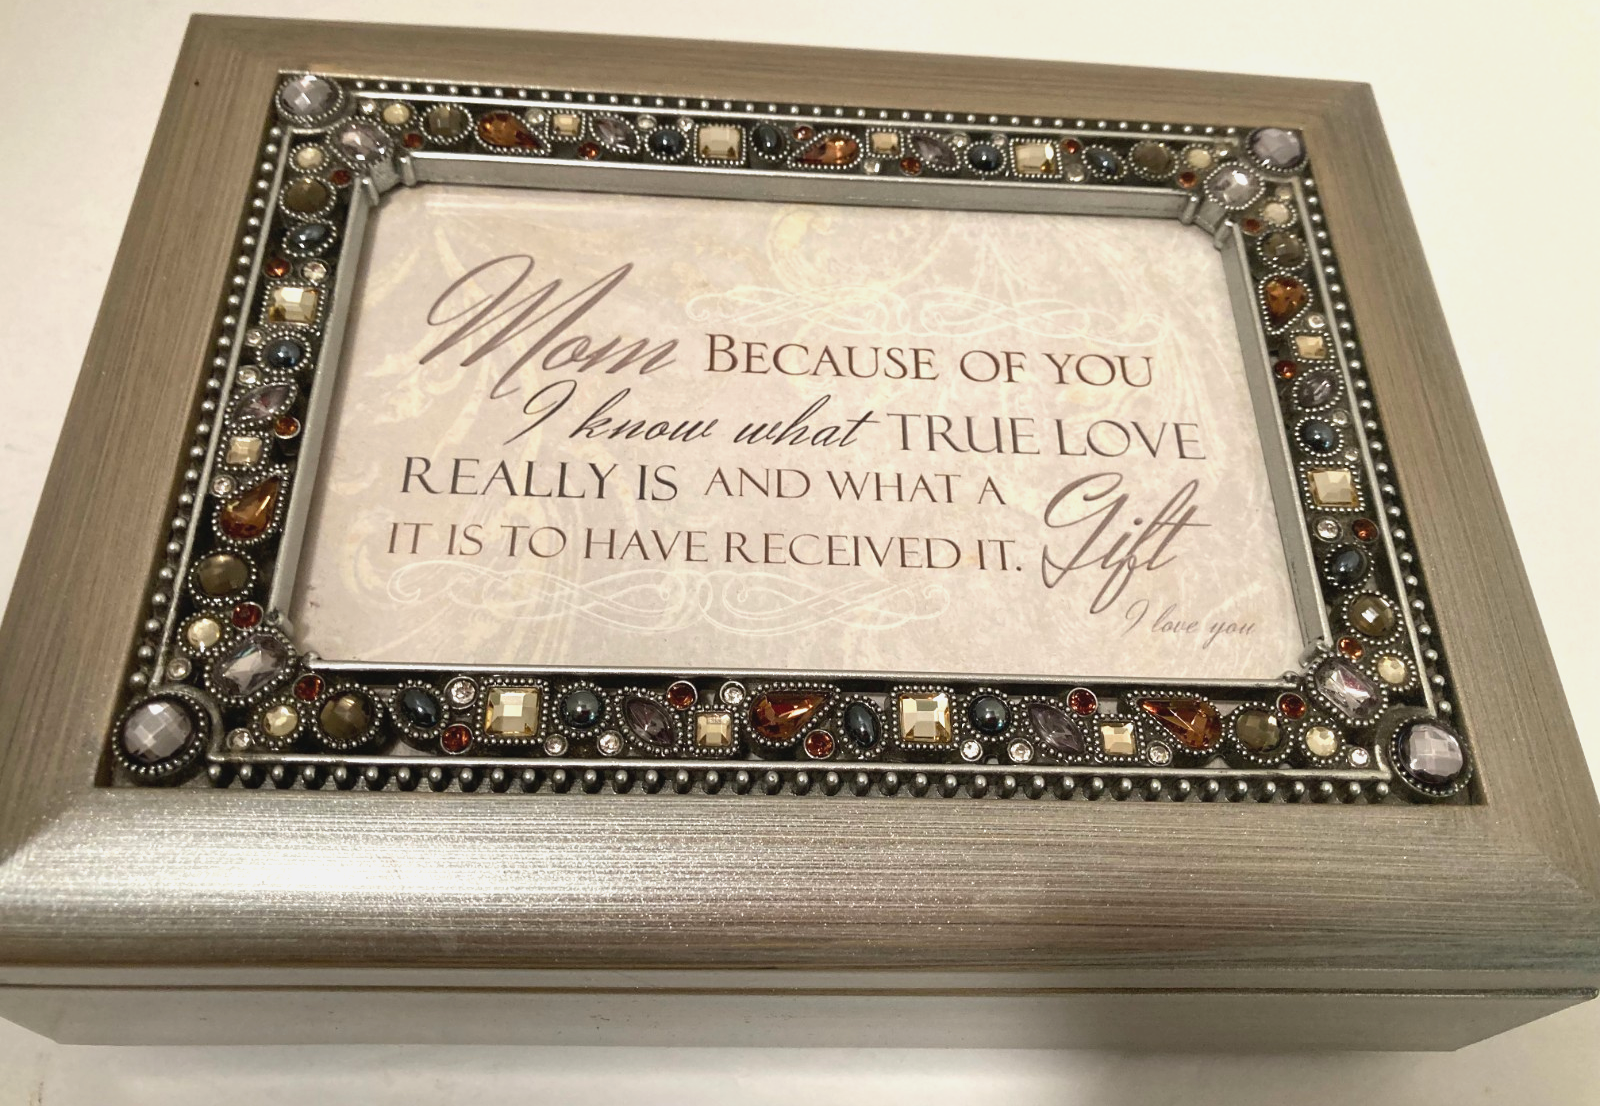 Mom BECAUSE OF YOU
I know what TRUE LOVE
REALLY IS AND WHAT A Gift
IT IS TO HAVE RECEIVED IT.
I love you